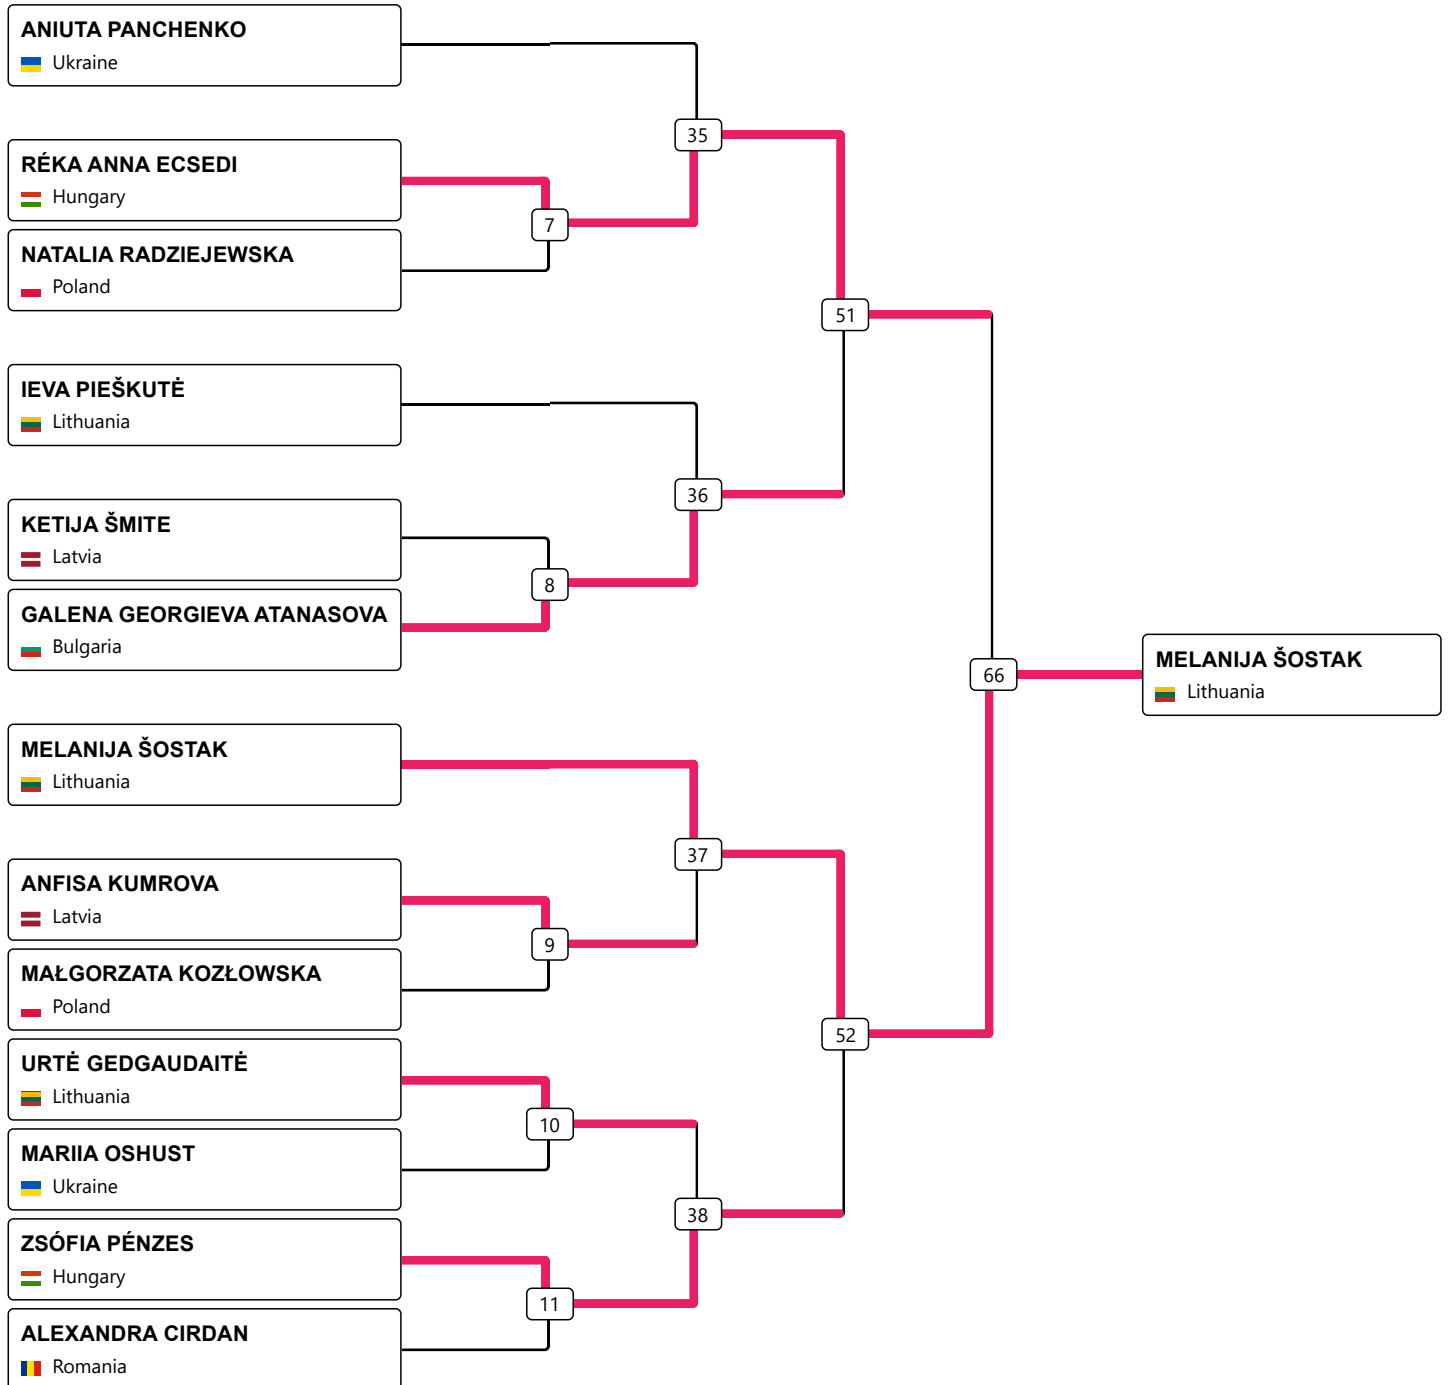 ANIUTA PANCHENKO
Ukraine
35
RÉKA ANNA ECSEDI
Hungary
7
NATALIA RADZIEJEWSKA
Poland
51
IEVA PIEŠKUTĖ
Lithuania
36
KETIJA ŠMITE
Latvia
8
GALENA GEORGIEVA ATANASOVA
Bulgaria
66
MELANIJA ŠOSTAK
Lithuania
MELANIJA ŠOSTAK
Lithuania
37
ANFISA KUMROVA
Latvia
9
MAŁGORZATA KOZŁOWSKA
Poland
52
URTĖ GEDGAUDAITĖ
Lithuania
10
MARIIA OSHUST
Ukraine
38
ZSÓFIA PÉNZES
Hungary
11
ALEXANDRA CIRDAN
Romania